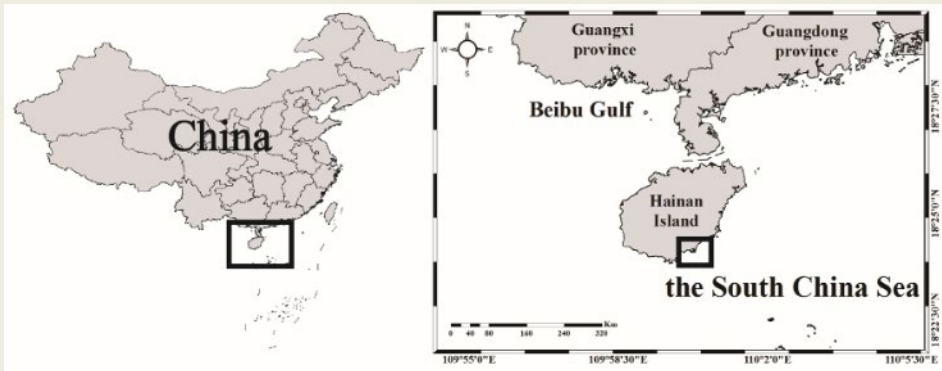 China
N
W
E
S
Guangxi
province
Guangdong
province
Beibu Gulf
Hainan
Island
the South China Sea
0 40 80 160 240 320 Km
18°27'30"N
18°25'0"N
18°22'30"N
109°55'0"E
109°58'30"E
110°2'0"E
110°5'30"E